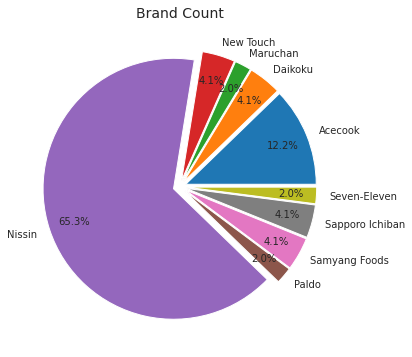 Brand Count
New Touch
Maruchan
Daikoku
Acecook
Nissin
Seven-Eleven
Sapporo Ichiban
Samyang Foods
Paldo
4.1%
2.0%
4.1%
12.2%
65.3%
2.0%
4.1%
4.1%
2.0%